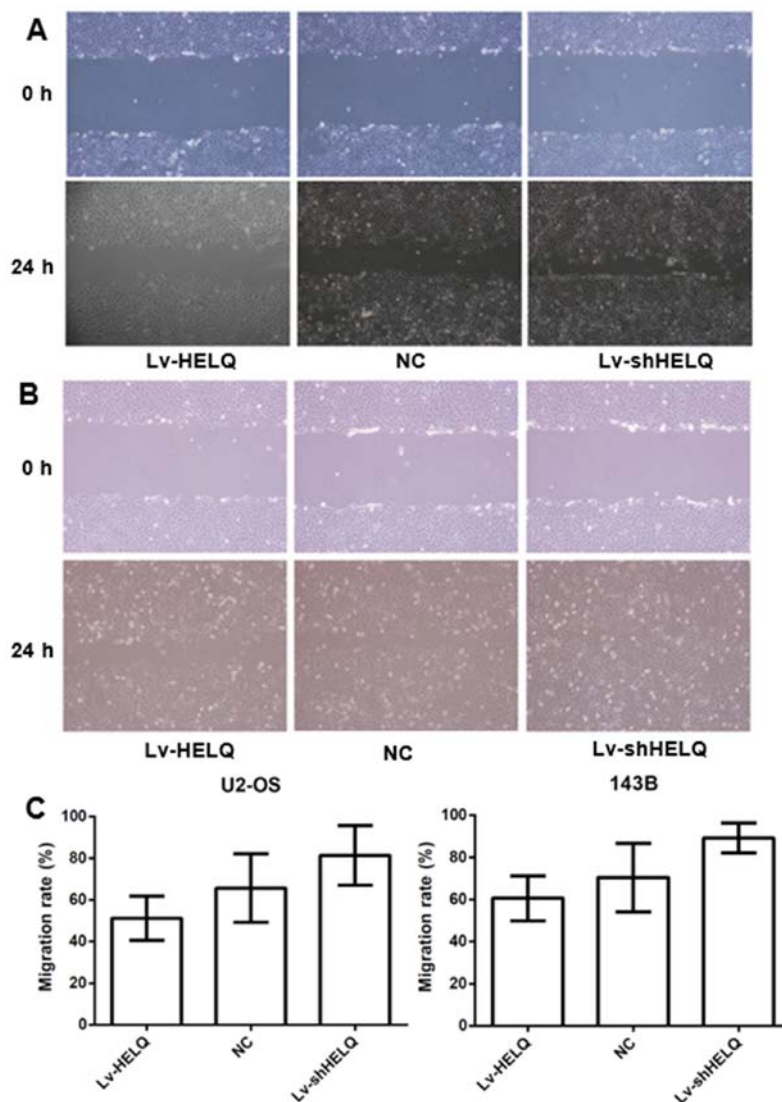 A
0 h
24 h
Lv-HELQ NC Lv-shHELQ
B
0 h
24 h
Lv-HELQ NC Lv-shHELQ
C
U2-OS
Migration rate (%)
100
80
60
40
20
0
Lv-HELQ
NC
Lv-shHELQ
143B
Migration rate (%)
100
80
60
40
20
0
Lv-HELQ
NC
Lv-shHELQ